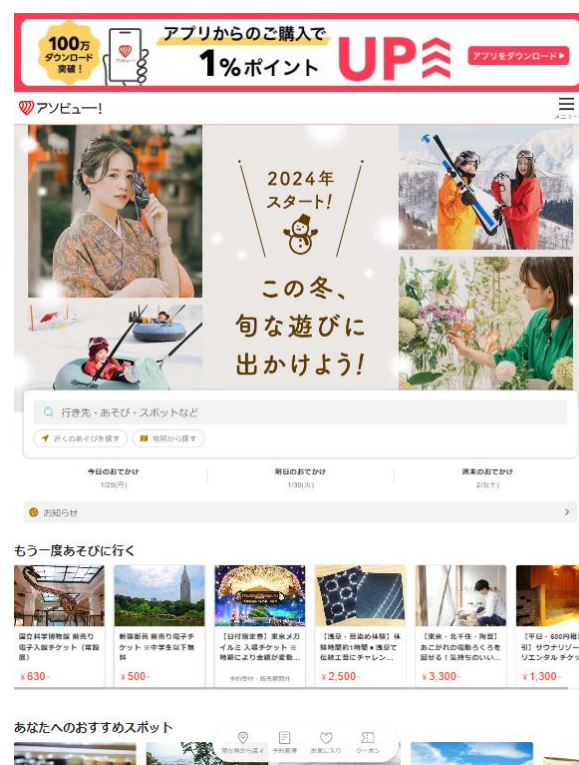 100万
ダウンロード
突破！
アプリからのご購入で
1%ポイント
UP
アプリをダウンロード
アソビュー！
メニュー
2024年
スタート！
この冬、
旬な遊びに
出かけよう！
行き先・あそび・スポットなど
近くのあそびを探す
地図から探す
今日のおでかけ
明日のおでかけ
週末のおでかけ
1/29(月)
1/30(火)
2/3(土)
お知らせ
もう一度あそびに行く
国立科学博物館 前売り
電子入館チケット（常設
展）
¥630~
新宿御苑 前売り電子チ
ケット ※中学生以下無
料
¥500~
【日付指定券】東京メガ
イルミ 入場チケット ※
時期により金額が変動...
予約受付・販売期間外
【浅草・藍染め体験】体
験時間約1時間★浅草で
伝統工芸にチャレン...
¥2,500~
【東京・北千住・陶芸】
あこがれの電動ろくろを
回せる！気持ちのいい...
¥3,300~
【平日・600円相
引】サウナリゾー
リエンタル チケッ
¥1,300~
あなたへのおすすめスポット
現在地から探す
予約管理
お気に入り
クーポン